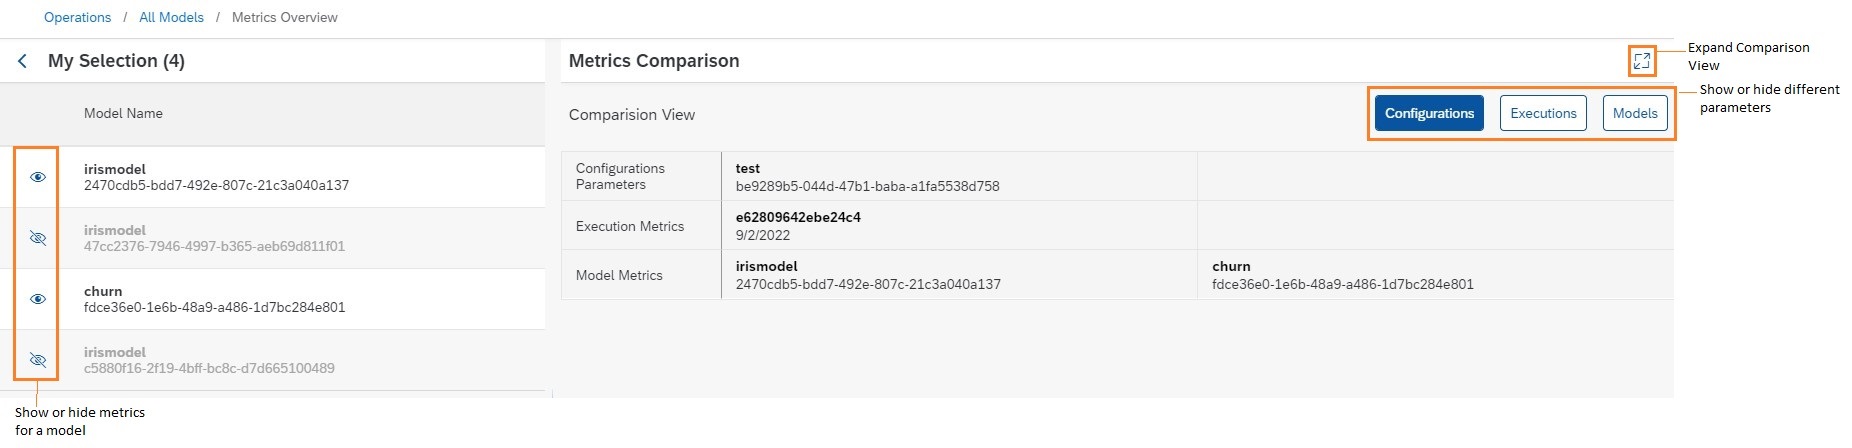 Operations / All Models / Metrics Overview
My Selection (4)
Model Name
irismodel
2470cdb5-bdd7-492e-807c-21c3a040a137
irismodel
47cc2376-7946-4997-b365-aeb69d811f01
churn
fdce36e0-1e6b-48a9-a486-1d7bc284e801
irismodel
c5880f16-2f19-4bff-bc8c-d7d665100489
Show or hide metrics
for a model
Metrics Comparison
Expand Comparison
View
Comparision View
Configurations Executions Models
Show or hide different
parameters
Configurations
Parameters
test
be9289b5-044d-47b1-baba-a1fa5538d758
Execution Metrics
e62809642ebe24c4
9/2/2022
Model Metrics
irismodel
2470cdb5-bdd7-492e-807c-21c3a040a137
churn
fdce36e0-1e6b-48a9-a486-1d7bc284e801